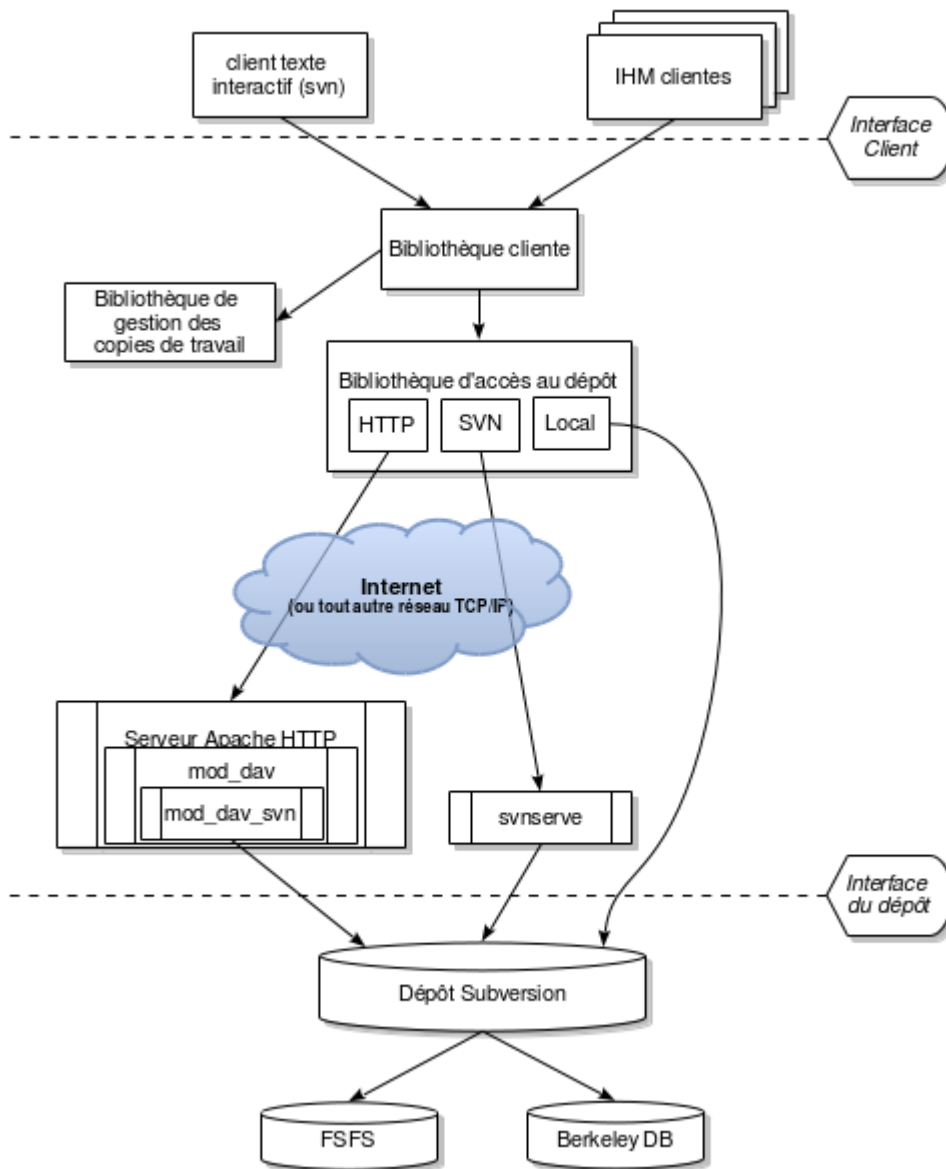 client texte
interactif (svn)
IHM clientes
Interface
Client
Bibliothèque cliente
Bibliothèque de
gestion des
copies de travail
Bibliothèque d'accès au dépôt
HTTP
SVN
Local
Internet
(ou tout autre réseau TCP/IP)
Serveur Apache HTTP
mod_dav
mod_dav_svn
svnserve
Interface
du dépôt
Dépôt Subversion
FSFS
Berkeley DB